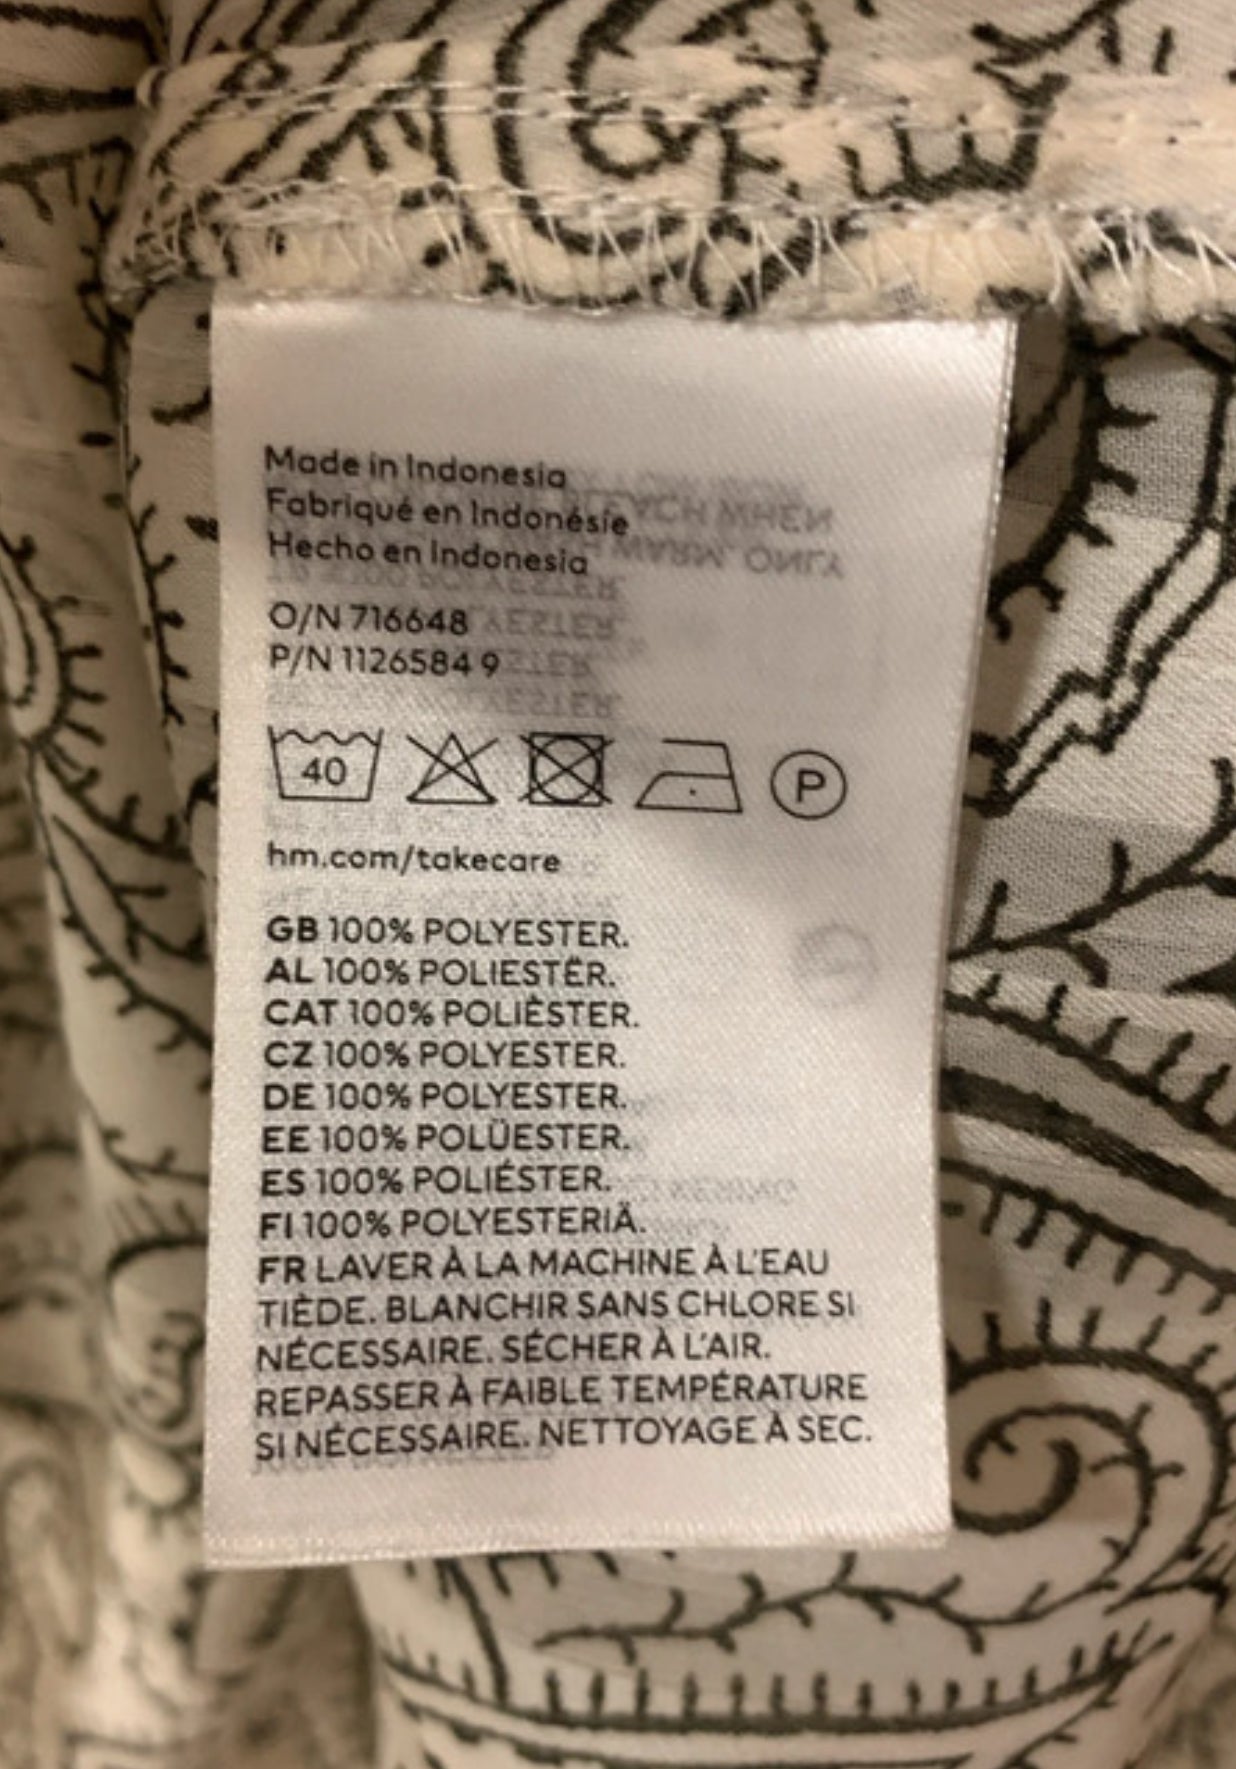 Made in Indonesia
Fabriqué en Indonésie
Hecho en Indonesia
O/N 716648
P/N 1126584 9
40 P
hm.com/takecare
GB 100% POLYESTER.
AL 100% POLIESTËR.
CAT 100% POLIÈSTER.
CZ 100% POLYESTER.
DE 100% POLYESTER.
EE 100% POLÜESTER.
ES 100% POLIÉSTER.
FI 100% POLYESTERIÄ.
FR LAVER À LA MACHINE À L'EAU
TIÈDE. BLANCHIR SANS CHLORE SI
NÉCESSAIRE. SÉCHER À L'AIR.
REPASSER À FAIBLE TEMPÉRATURE
SI NÉCESSAIRE. NETTOYAGE À SEC.